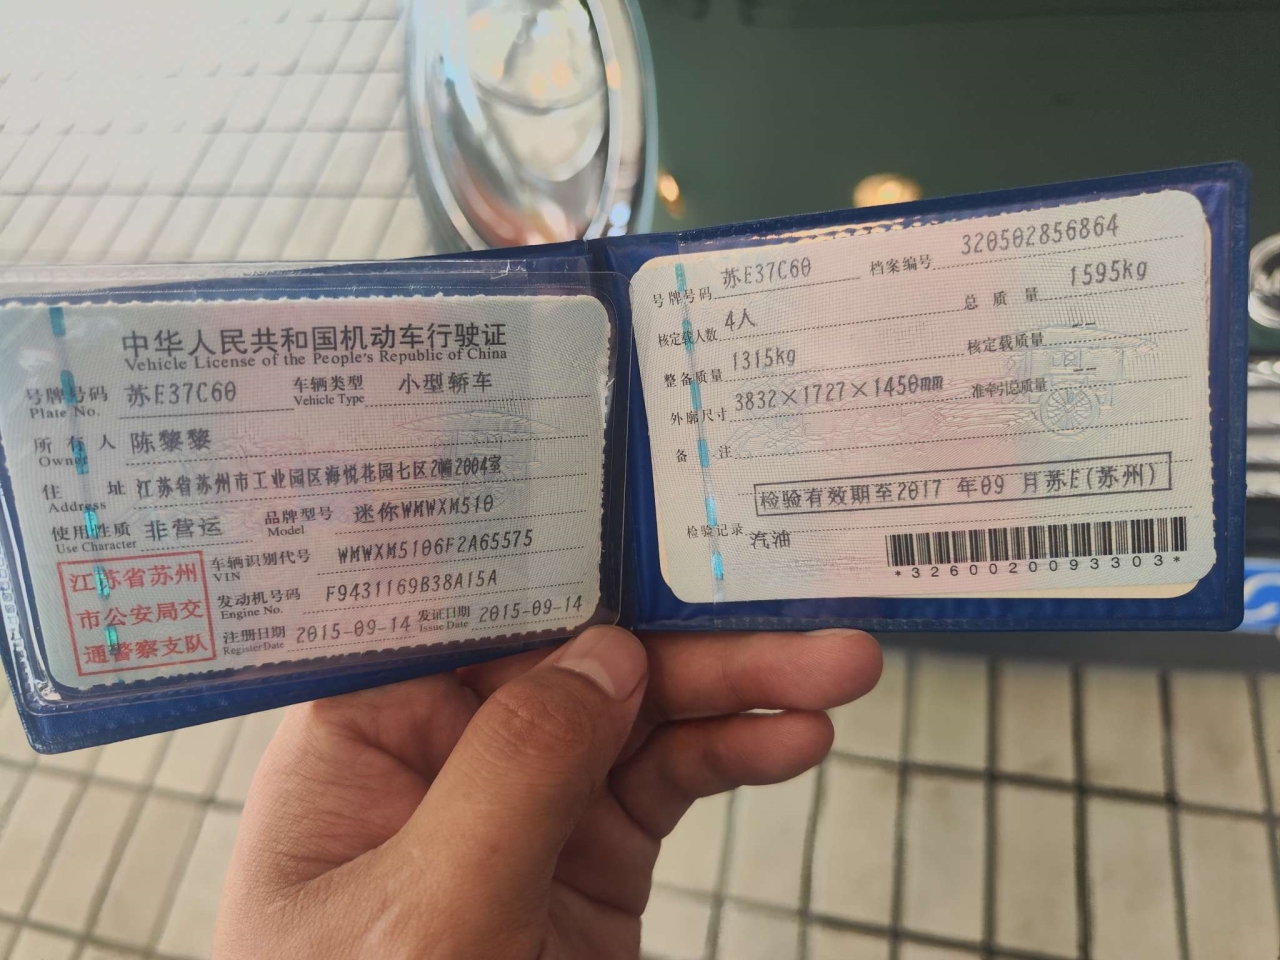 中华人民共和国机动车行驶证
Vehicle License of the People's Republic of China
号牌号码 苏E37C60 车辆类型 小型轿车
Plate No. Vehicle Type
所有人 陈黎黎
Owner
住址 江苏省苏州市工业园区海悦花园七区2幢2004室
Address
使用性质 非营运 品牌型号 迷你WMWXM510
Use Character Model
江苏省苏州
市公安局交
通警察支队
车辆识别代号 WMWXM5106F2A65575
VIN
发动机号码 F9431169B38A15A
Engine No.
注册日期 2015-09-14 发证日期 2015-09-14
Register Date Issue Date
号牌号码 苏E37C60 档案编号 320502856864
核定载人数 4人 总质量 1595kg
整备质量 1315kg 核定载质量 --
外廓尺寸 3832×1727×1450mm 准牵引总质量 --
备注
检验有效期至2017 年09 月苏E(苏州)
检验记录 汽油
*3260020093303*